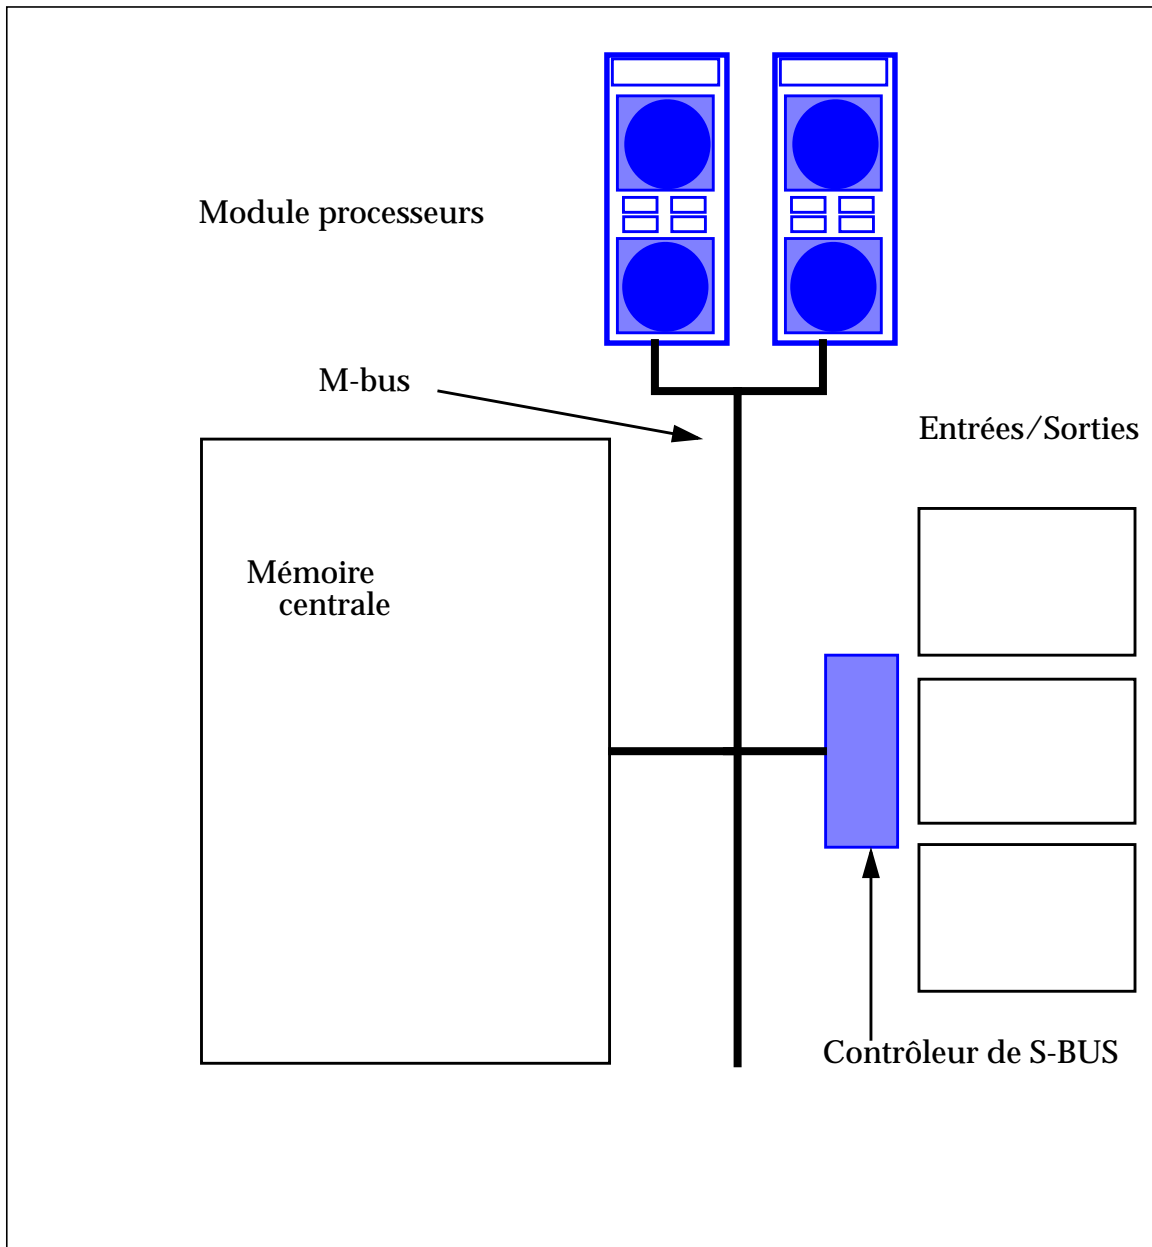 Module processeurs
M-bus
Entrées/Sorties
Mémoire
centrale
Contrôleur de S-BUS